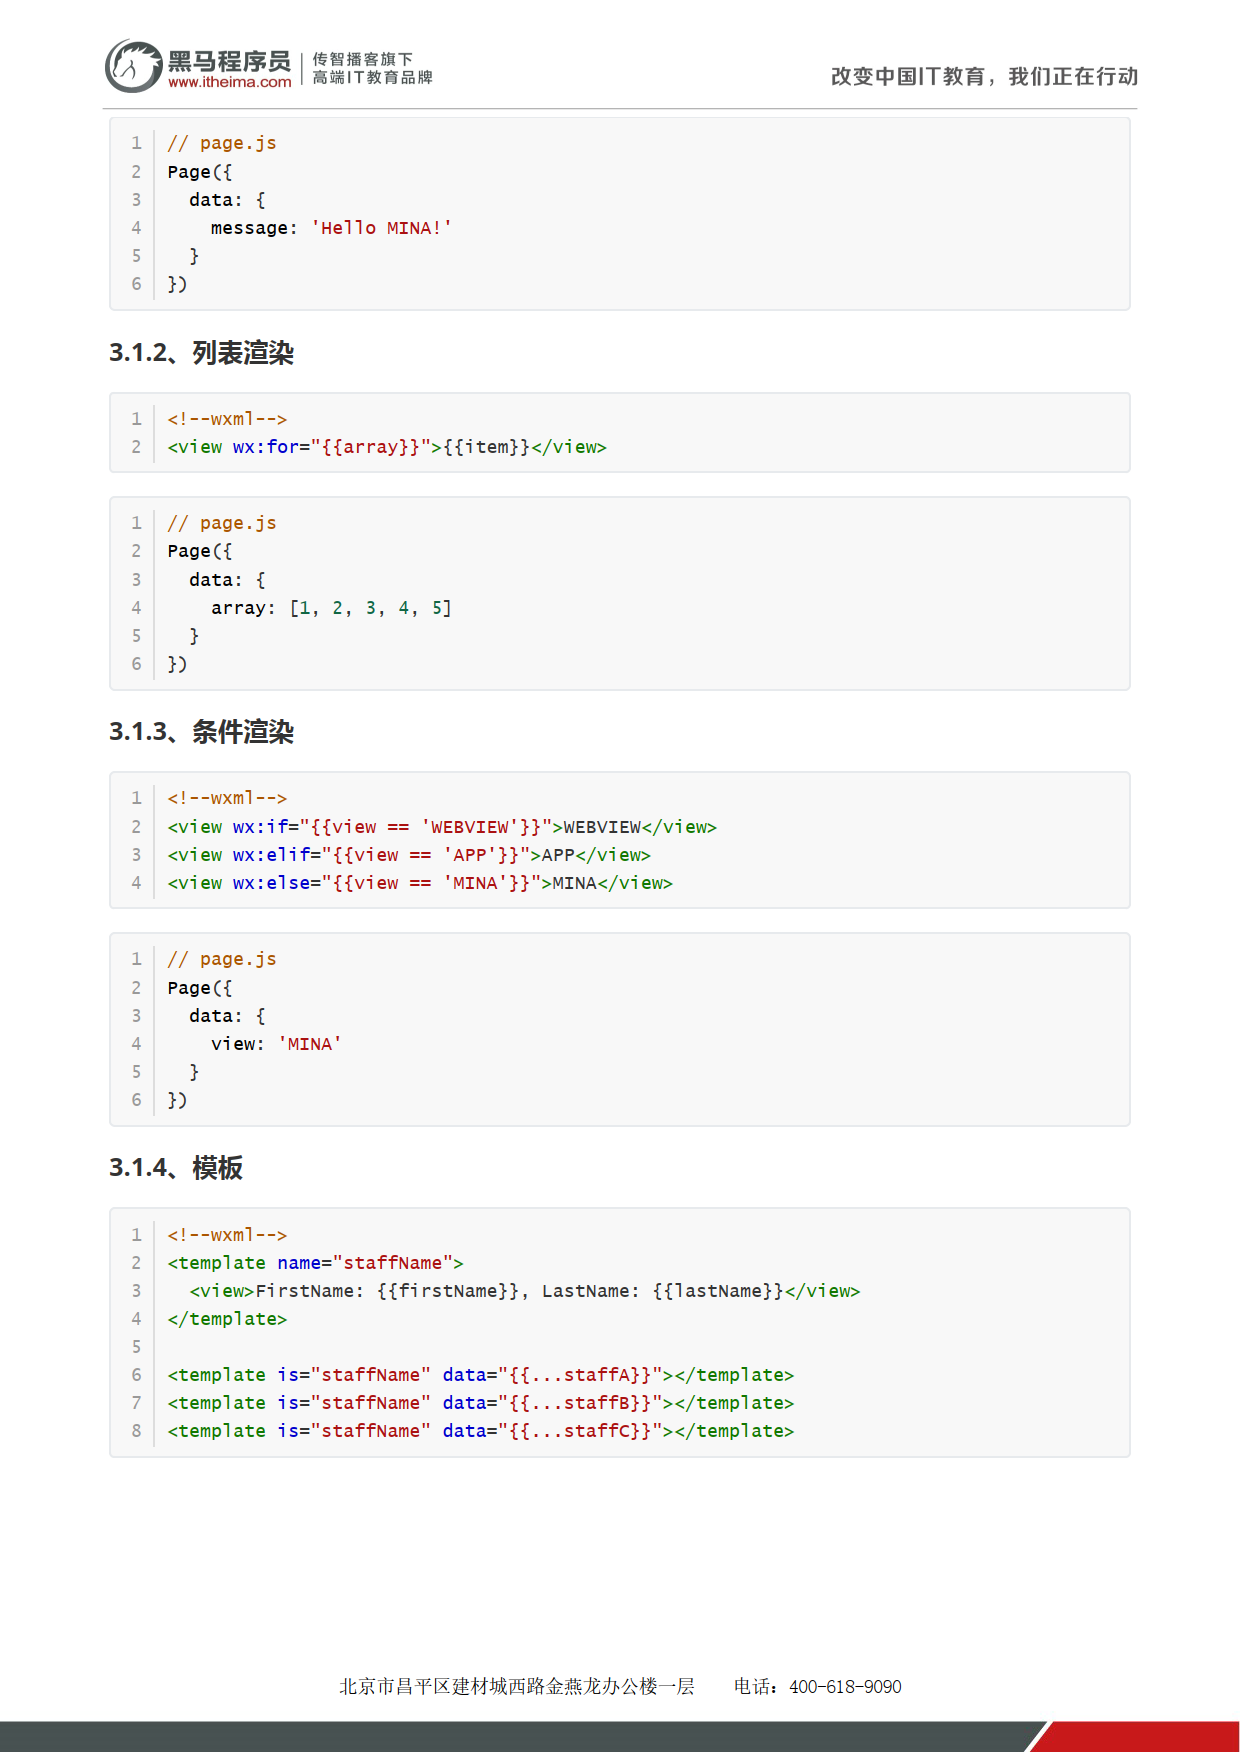 黑马程序员
www.itheima.com
传智播客旗下
高端IT教育品牌
改变中国IT教育，我们正在行动
1 // page.js
2 Page({
3   data: {
4     message: 'Hello MINA!'
5   }
6 })
3.1.2、列表渲染
1 <!--wxml-->
2 <view wx:for="{{array}}">{{item}}</view>
1 // page.js
2 Page({
3   data: {
4     array: [1, 2, 3, 4, 5]
5   }
6 })
3.1.3、条件渲染
1 <!--wxml-->
2 <view wx:if="{{view == 'WEBVIEW'}}">WEBVIEW</view>
3 <view wx:elif="{{view == 'APP'}}">APP</view>
4 <view wx:else="{{view == 'MINA'}}">MINA</view>
1 // page.js
2 Page({
3   data: {
4     view: 'MINA'
5   }
6 })
3.1.4、模板
1 <!--wxml-->
2 <template name="staffName">
3   <view>FirstName: {{firstName}}, LastName: {{lastName}}</view>
4 </template>
5
6 <template is="staffName" data="{{...staffA}}"></template>
7 <template is="staffName" data="{{...staffB}}"></template>
8 <template is="staffName" data="{{...staffC}}"></template>
北京市昌平区建材城西路金燕龙办公楼一层 电话：400-618-9090